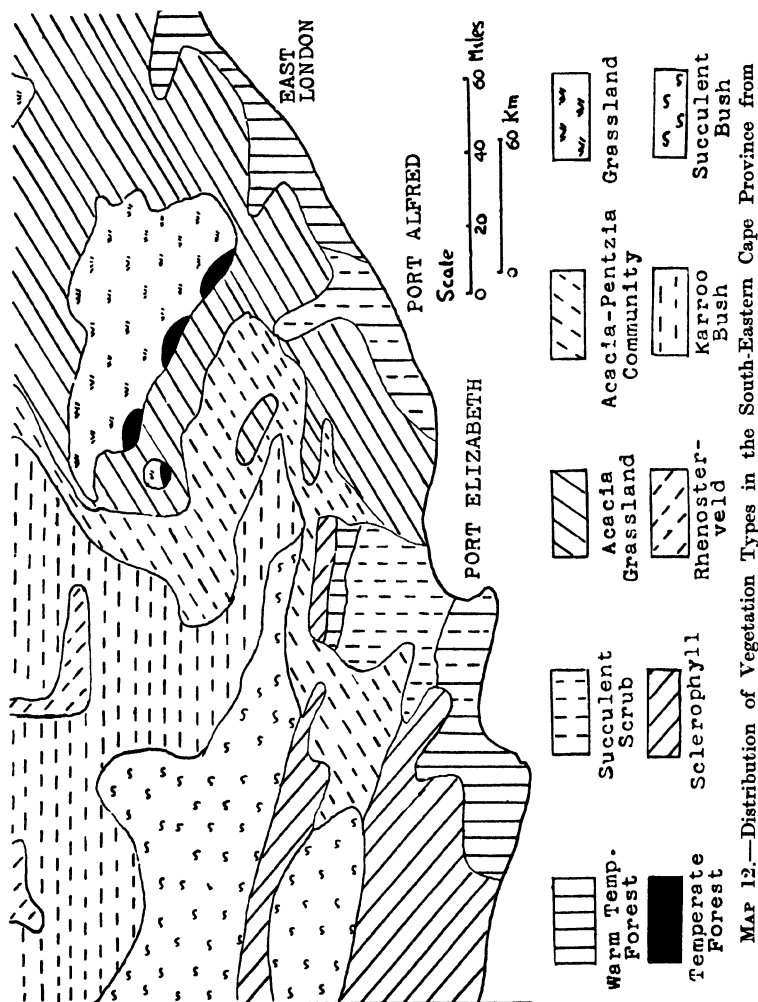 EAST
LONDON
PORT ALFRED
PORT ELIZABETH
Scale
0 20 40 60 Miles
0 60 Km
Warm Temp.
Forest
Succulent
Scrub
Acacia
Grassland
Acacia-Pentzia
Community
Grassland
Temperate
Forest
Sclerophyll
Rhenoster-
veld
Karroo
Bush
Succulent
Bush
MAP 12.—Distribution of Vegetation Types in the South-Eastern Cape Province from